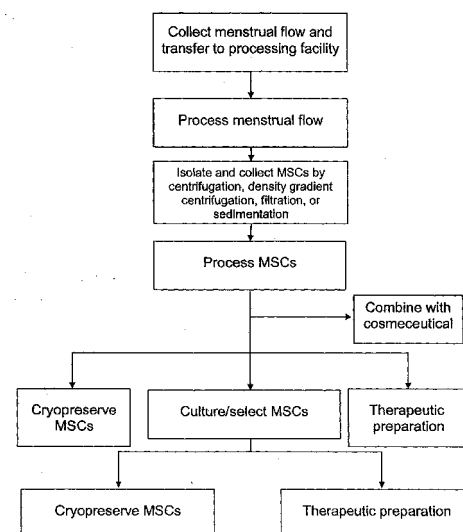 Collect menstrual flow and
transfer to processing facility
Process menstrual flow
Isolate and collect MSCs by
centrifugation, density gradient
centrifugation, filtration, or
sedimentation
Process MSCs
Combine with
cosmeceutical
Cryopreserve
MSCs
Culture/select MSCs
Therapeutic
preparation
Cryopreserve MSCs
Therapeutic preparation